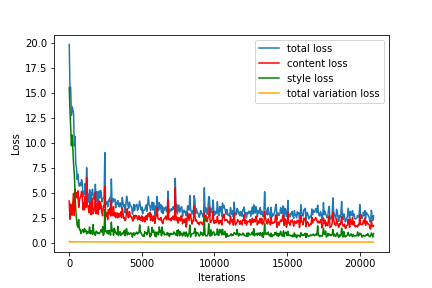 20.0
17.5
15.0
12.5
10.0
7.5
5.0
2.5
0.0
Loss
total loss
content loss
style loss
total variation loss
0
5000
10000
15000
20000
Iterations